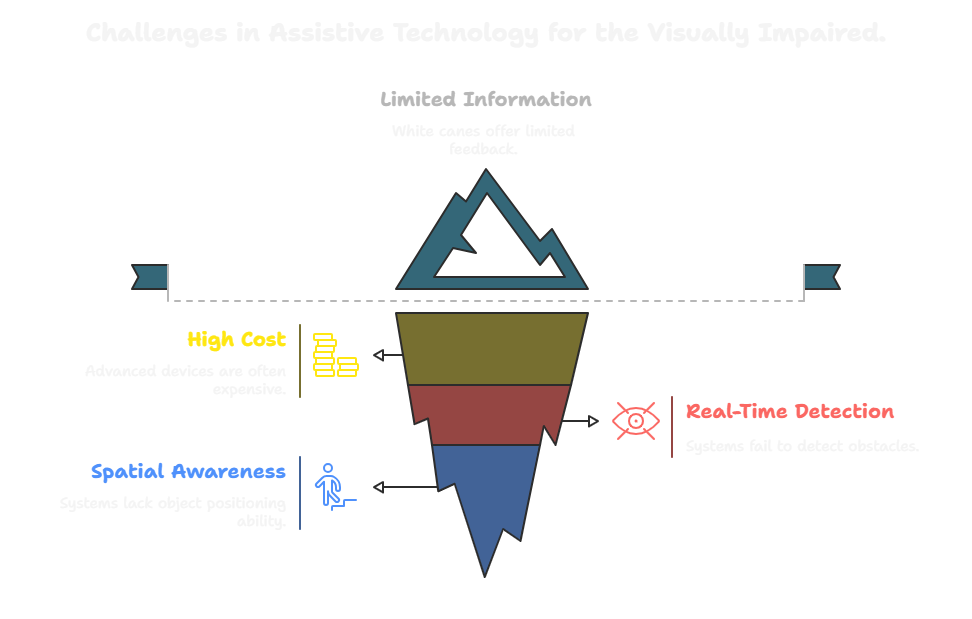 Challenges in Assistive Technology for the Visually Impaired.
Limited Information
White canes offer limited
feedback.
High Cost
Advanced devices are often
expensive.
Real-Time Detection
Systems fail to detect obstacles.
Spatial Awareness
Systems lack object positioning
ability.